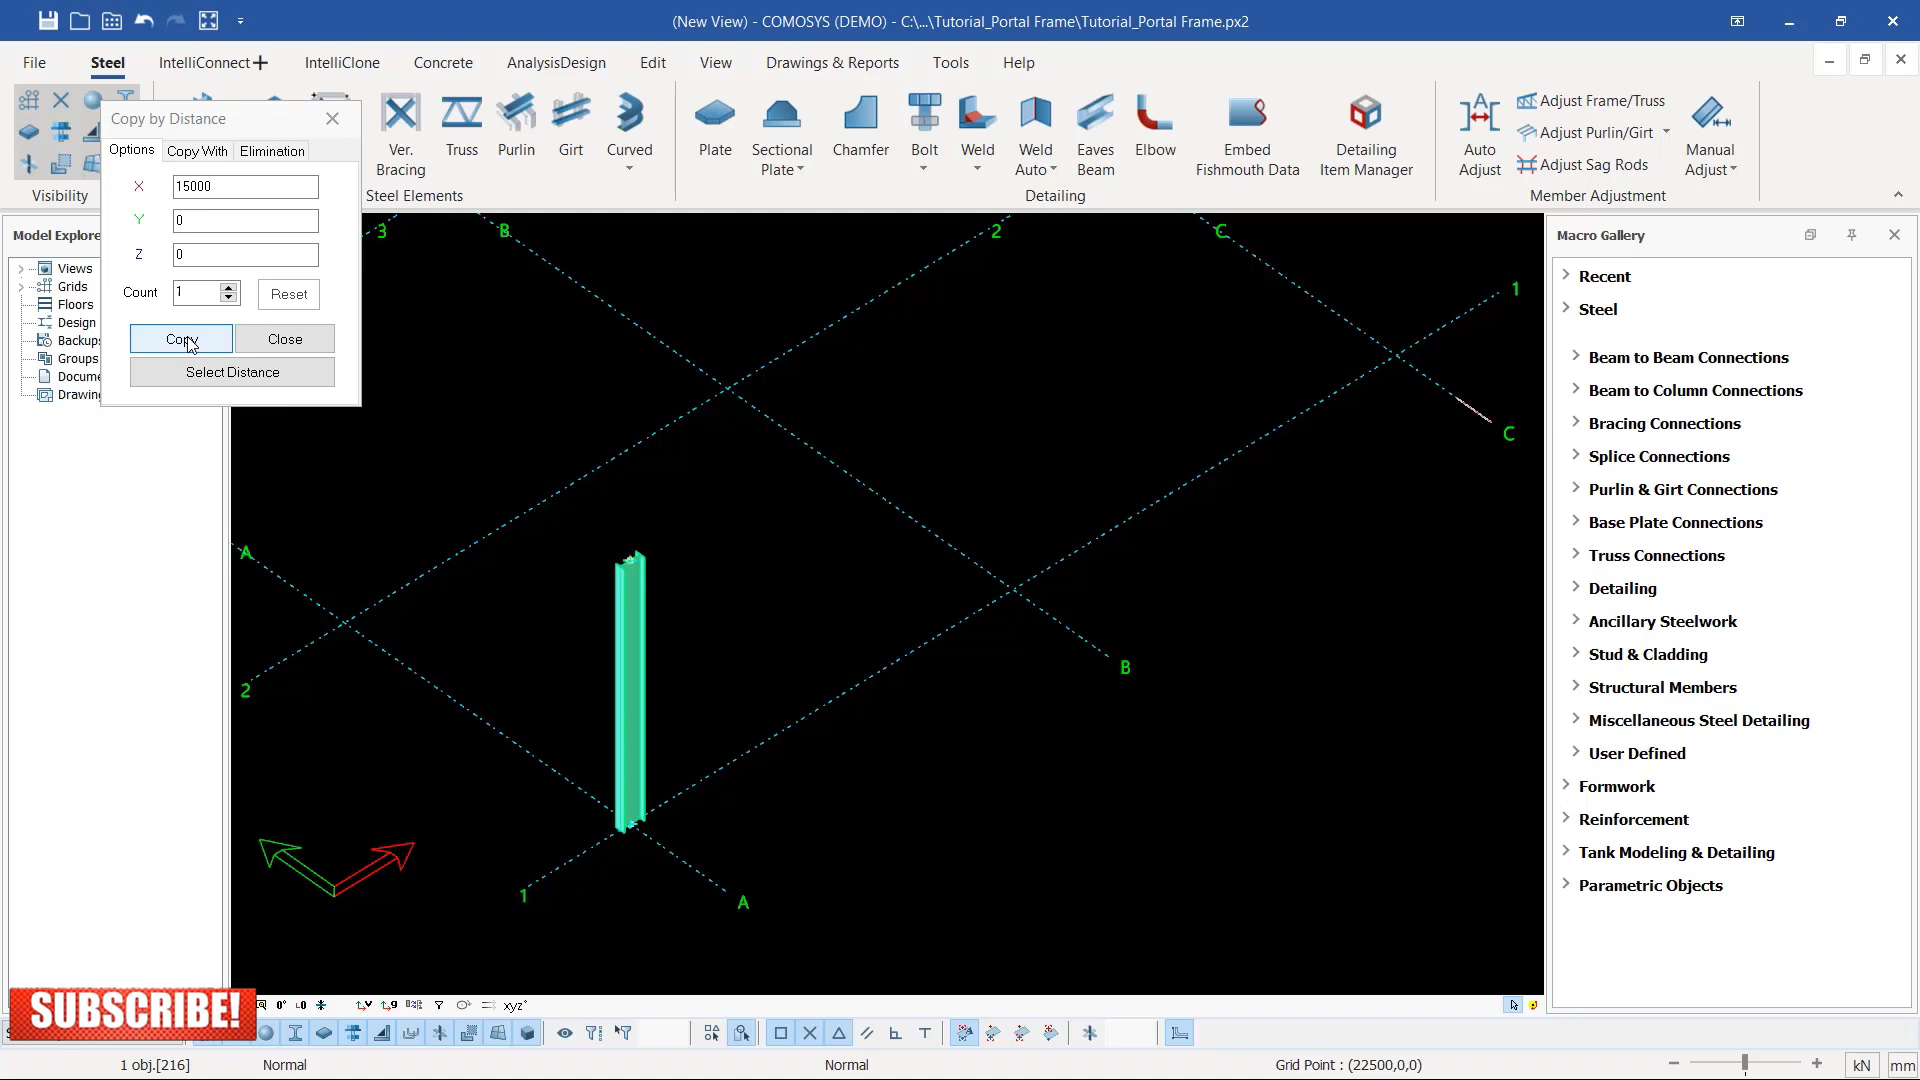 (New View) - COMOSYS (DEMO) - C:\...\Tutorial_Portal Frame\Tutorial_Portal Frame.px2
File
Steel
IntelliConnect+
IntelliClone
Concrete
AnalysisDesign
Edit
View
Drawings & Reports
Tools
Help
Visibility
Ver.
Bracing
Truss
Purlin
Girt
Curved
Steel Elements
Plate
Sectional
Plate
Chamfer
Bolt
Weld
Weld
Auto
Eaves
Beam
Elbow
Embed
Fishmouth Data
Detailing
Item Manager
Detailing
Auto
Adjust
Adjust Frame/Truss
Adjust Purlin/Girt
Adjust Sag Rods
Manual
Adjust
Member Adjustment
Copy by Distance
Options
Copy With
Elimination
X
15000
Y
0
Z
0
Count
1
Reset
Copy
Close
Select Distance
Model Explore
Views
Grids
Floors
Design
Backups
Groups
Docume
Drawing
3
B
2
C
1
C
A
2
B
1
A
Macro Gallery
Recent
Steel
Beam to Beam Connections
Beam to Column Connections
Bracing Connections
Splice Connections
Purlin & Girt Connections
Base Plate Connections
Truss Connections
Detailing
Ancillary Steelwork
Stud & Cladding
Structural Members
Miscellaneous Steel Detailing
User Defined
Formwork
Reinforcement
Tank Modeling & Detailing
Parametric Objects
SUBSCRIBE!
xyz
1 obj.[216]
Normal
Normal
Grid Point : (22500,0,0)
kN
mm